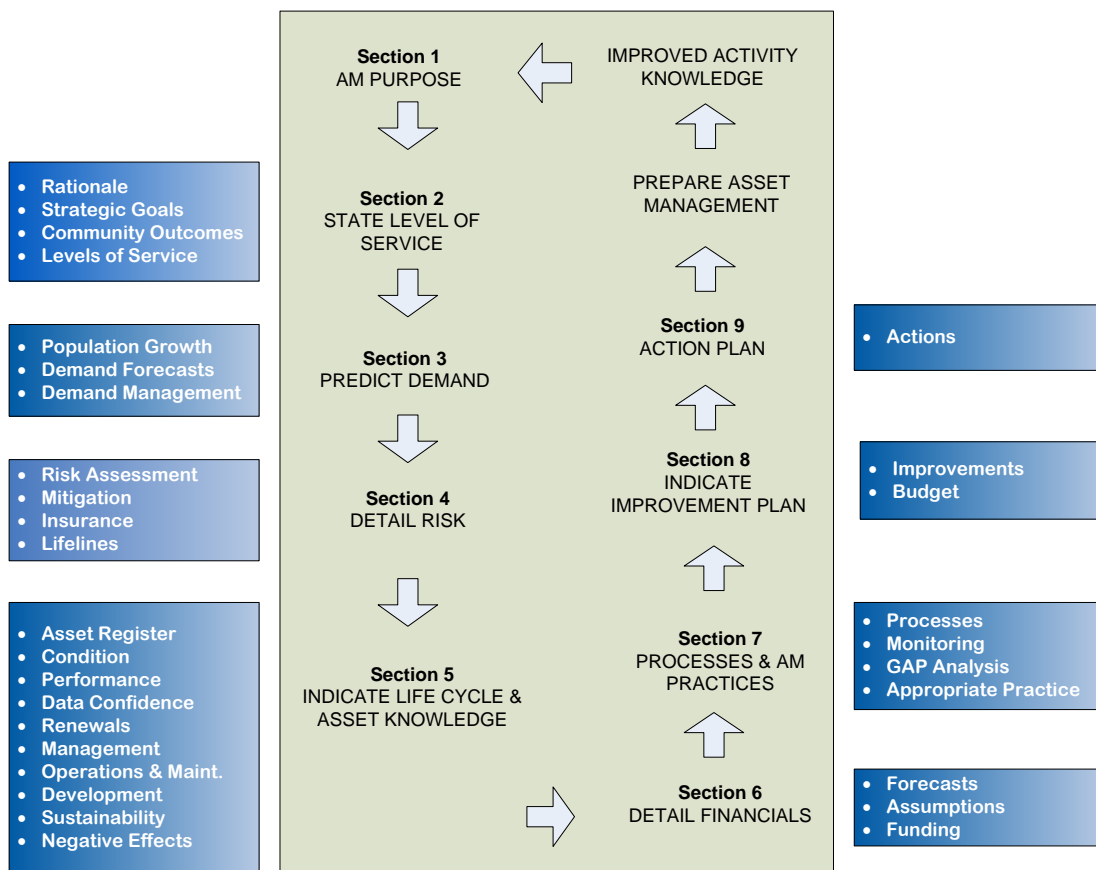 Section 1
AM PURPOSE
IMPROVED ACTIVITY
KNOWLEDGE
• Rationale
• Strategic Goals
• Community Outcomes
• Levels of Service
Section 2
STATE LEVEL OF
SERVICE
PREPARE ASSET
MANAGEMENT
• Population Growth
• Demand Forecasts
• Demand Management
Section 3
PREDICT DEMAND
Section 9
ACTION PLAN
• Actions
• Risk Assessment
• Mitigation
• Insurance
• Lifelines
Section 4
DETAIL RISK
Section 8
INDICATE
IMPROVEMENT PLAN
• Improvements
• Budget
• Asset Register
• Condition
• Performance
• Data Confidence
• Renewals
• Management
• Operations & Maint.
• Development
• Sustainability
• Negative Effects
Section 5
INDICATE LIFE CYCLE &
ASSET KNOWLEDGE
Section 7
PROCESSES & AM
PRACTICES
• Processes
• Monitoring
• GAP Analysis
• Appropriate Practice
Section 6
DETAIL FINANCIALS
• Forecasts
• Assumptions
• Funding